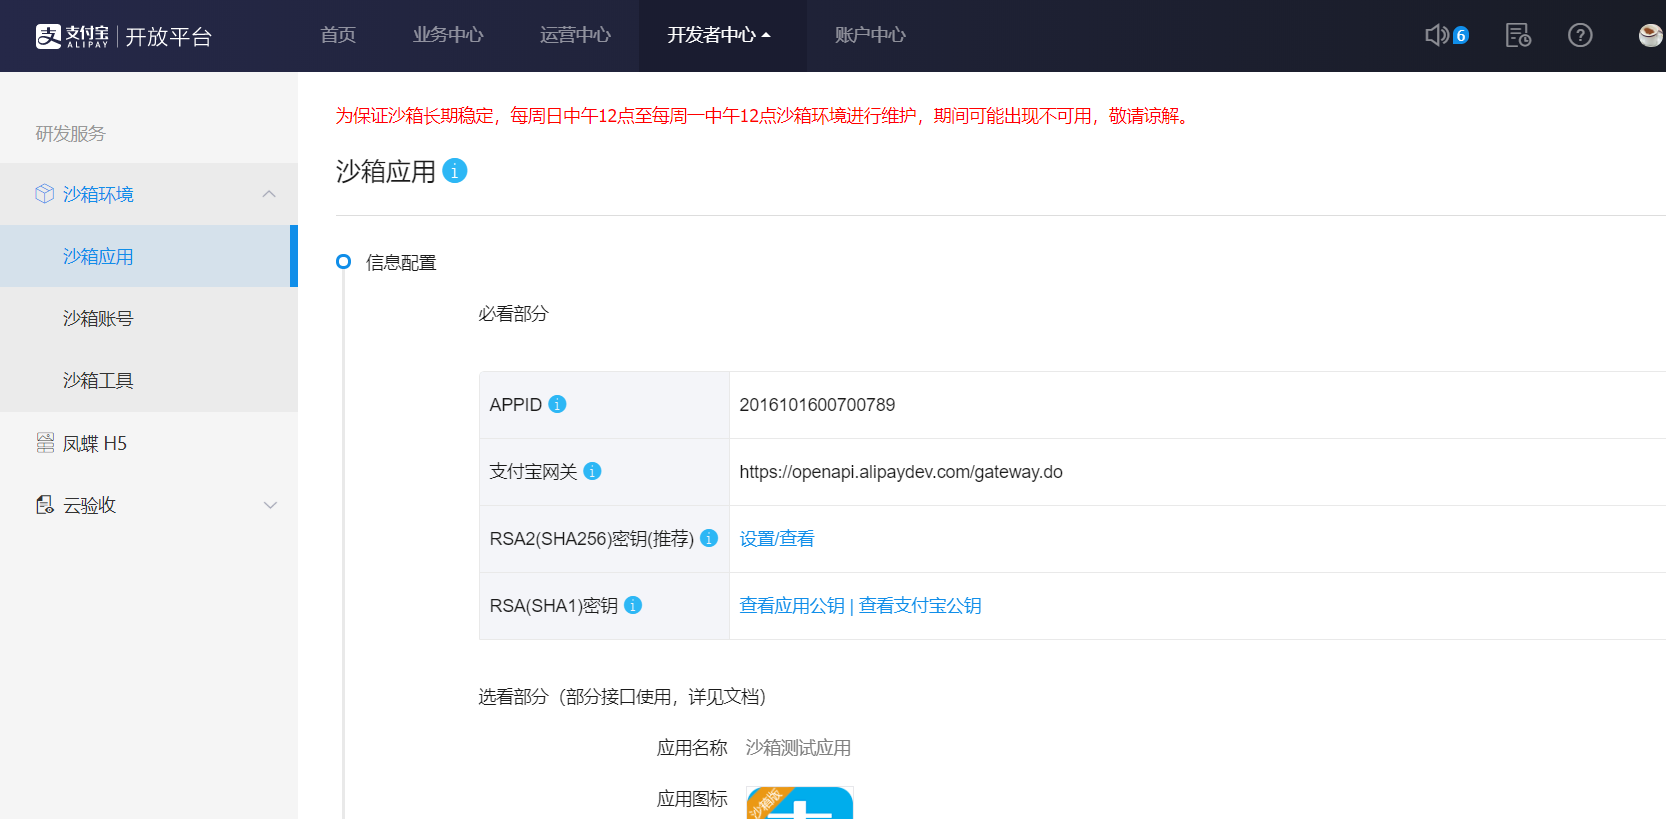 支付宝 ALIPAY 开放平台 首页 业务中心 运营中心 开发者中心 账户中心 6
研发服务
沙箱环境
沙箱应用
沙箱账号
沙箱工具
凤蝶 H5
云验收
为保证沙箱长期稳定，每周日中午12点至每周一中午12点沙箱环境进行维护，期间可能出现不可用，敬请谅解。
沙箱应用
信息配置
必看部分
APPID 2016101600700789
支付宝网关 https://openapi.alipaydev.com/gateway.do
RSA2(SHA256)密钥(推荐) 设置/查看
RSA(SHA1)密钥 查看应用公钥 | 查看支付宝公钥
选看部分（部分接口使用，详见文档）
应用名称 沙箱测试应用
应用图标 沙箱版